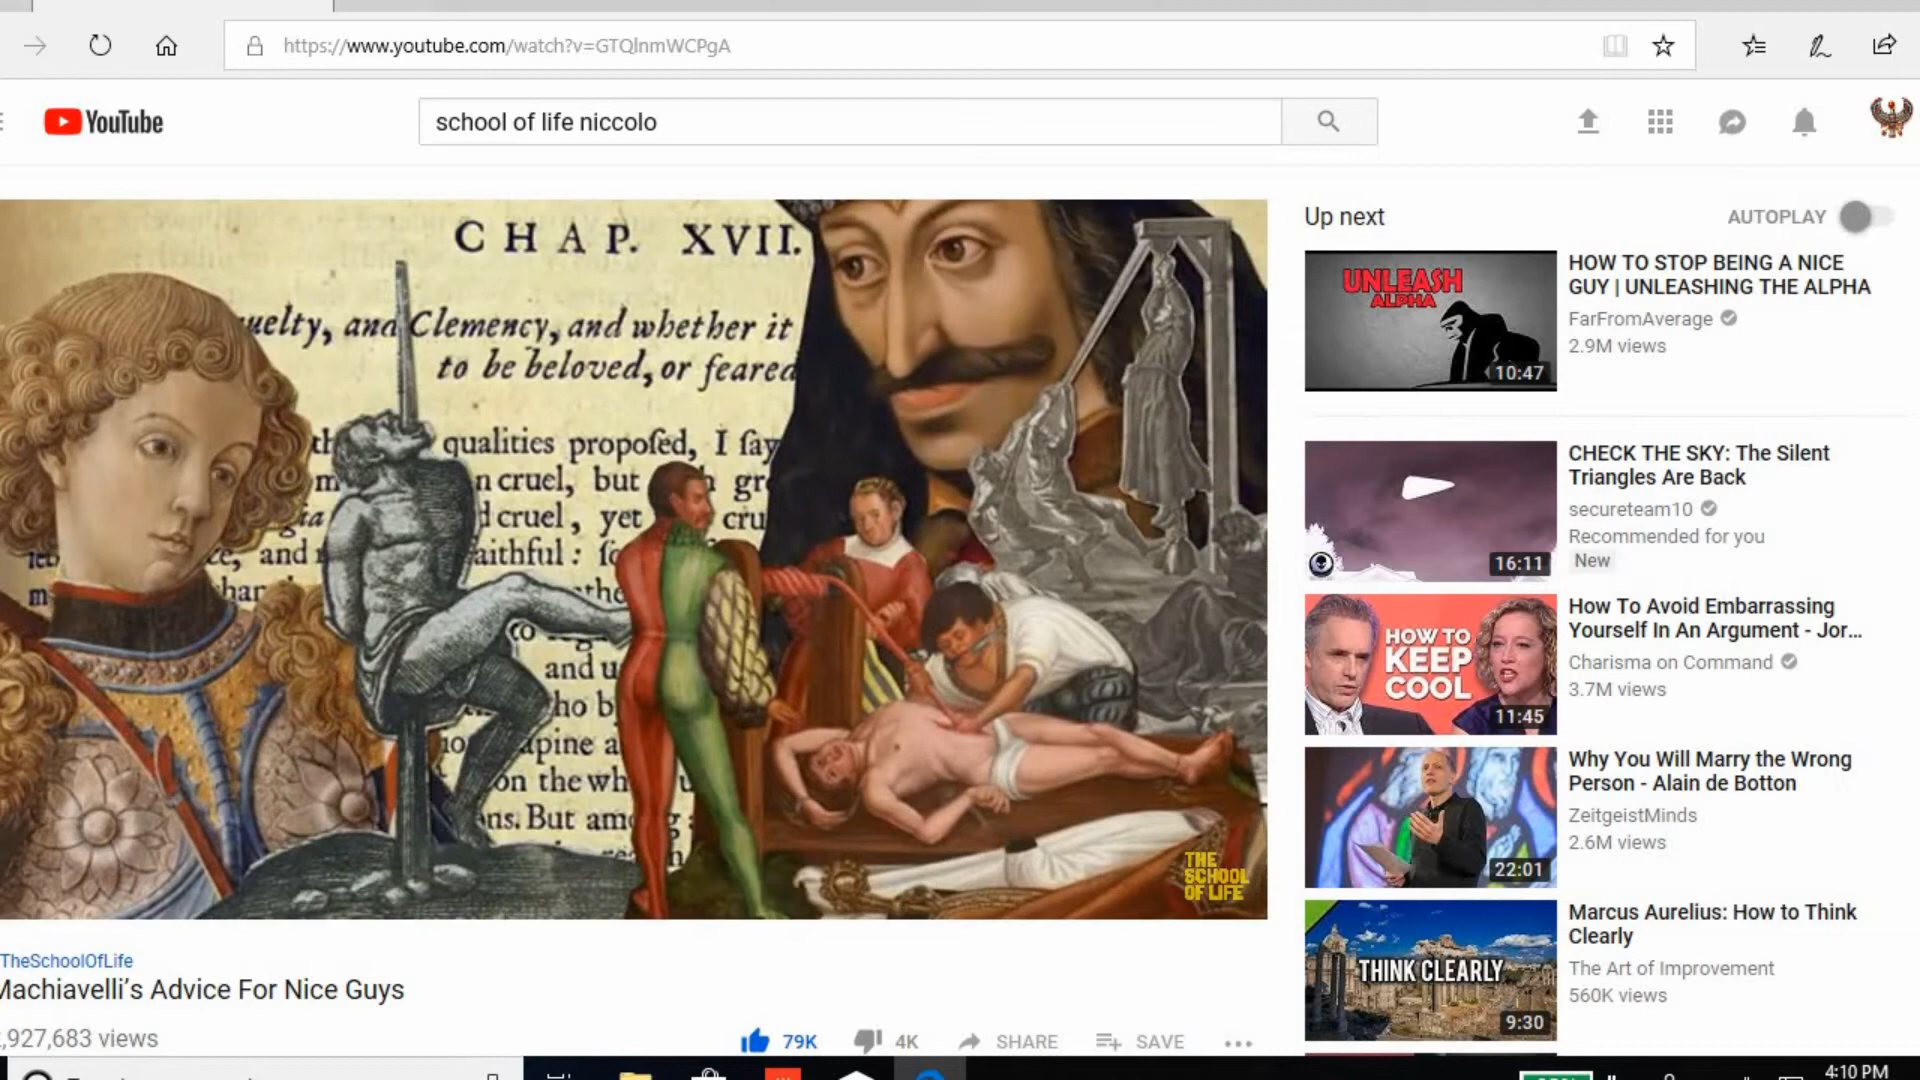 https://www.youtube.com/watch?v=GTQlnmWCPgA
YouTube
school of life niccolo
CHAP. XVII.
uelty, and Clemency, and whether it
to be beloved, or feared
qualities propoſed, I ſay
n cruel, but
d cruel, yet
cru
and
aithful :
the
and u
ho b
apine a
on the wh
ns. But am
THE
SCHOOL
OF LIFE
TheSchoolOfLife
Machiavelli's Advice For Nice Guys
,927,683 views
79K
4K
SHARE
SAVE
Up next
AUTOPLAY
UNLEASH
ALPHA
10:47
HOW TO STOP BEING A NICE
GUY | UNLEASHING THE ALPHA
FarFromAverage
2.9M views
16:11
CHECK THE SKY: The Silent
Triangles Are Back
secureteam10
Recommended for you
New
HOW TO
KEEP
COOL
11:45
How To Avoid Embarrassing
Yourself In An Argument - Jor...
Charisma on Command
3.7M views
22:01
Why You Will Marry the Wrong
Person - Alain de Botton
ZeitgeistMinds
2.6M views
THINK CLEARLY
9:30
Marcus Aurelius: How to Think
Clearly
The Art of Improvement
560K views
4:10 PM